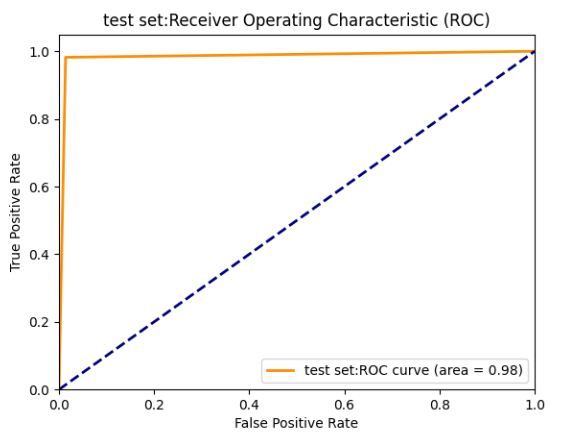 test set:Receiver Operating Characteristic (ROC)
True Positive Rate
1.0
0.8
0.6
0.4
0.2
0.0
0.0 0.2 0.4 0.6 0.8 1.0
False Positive Rate
test set:ROC curve (area = 0.98)